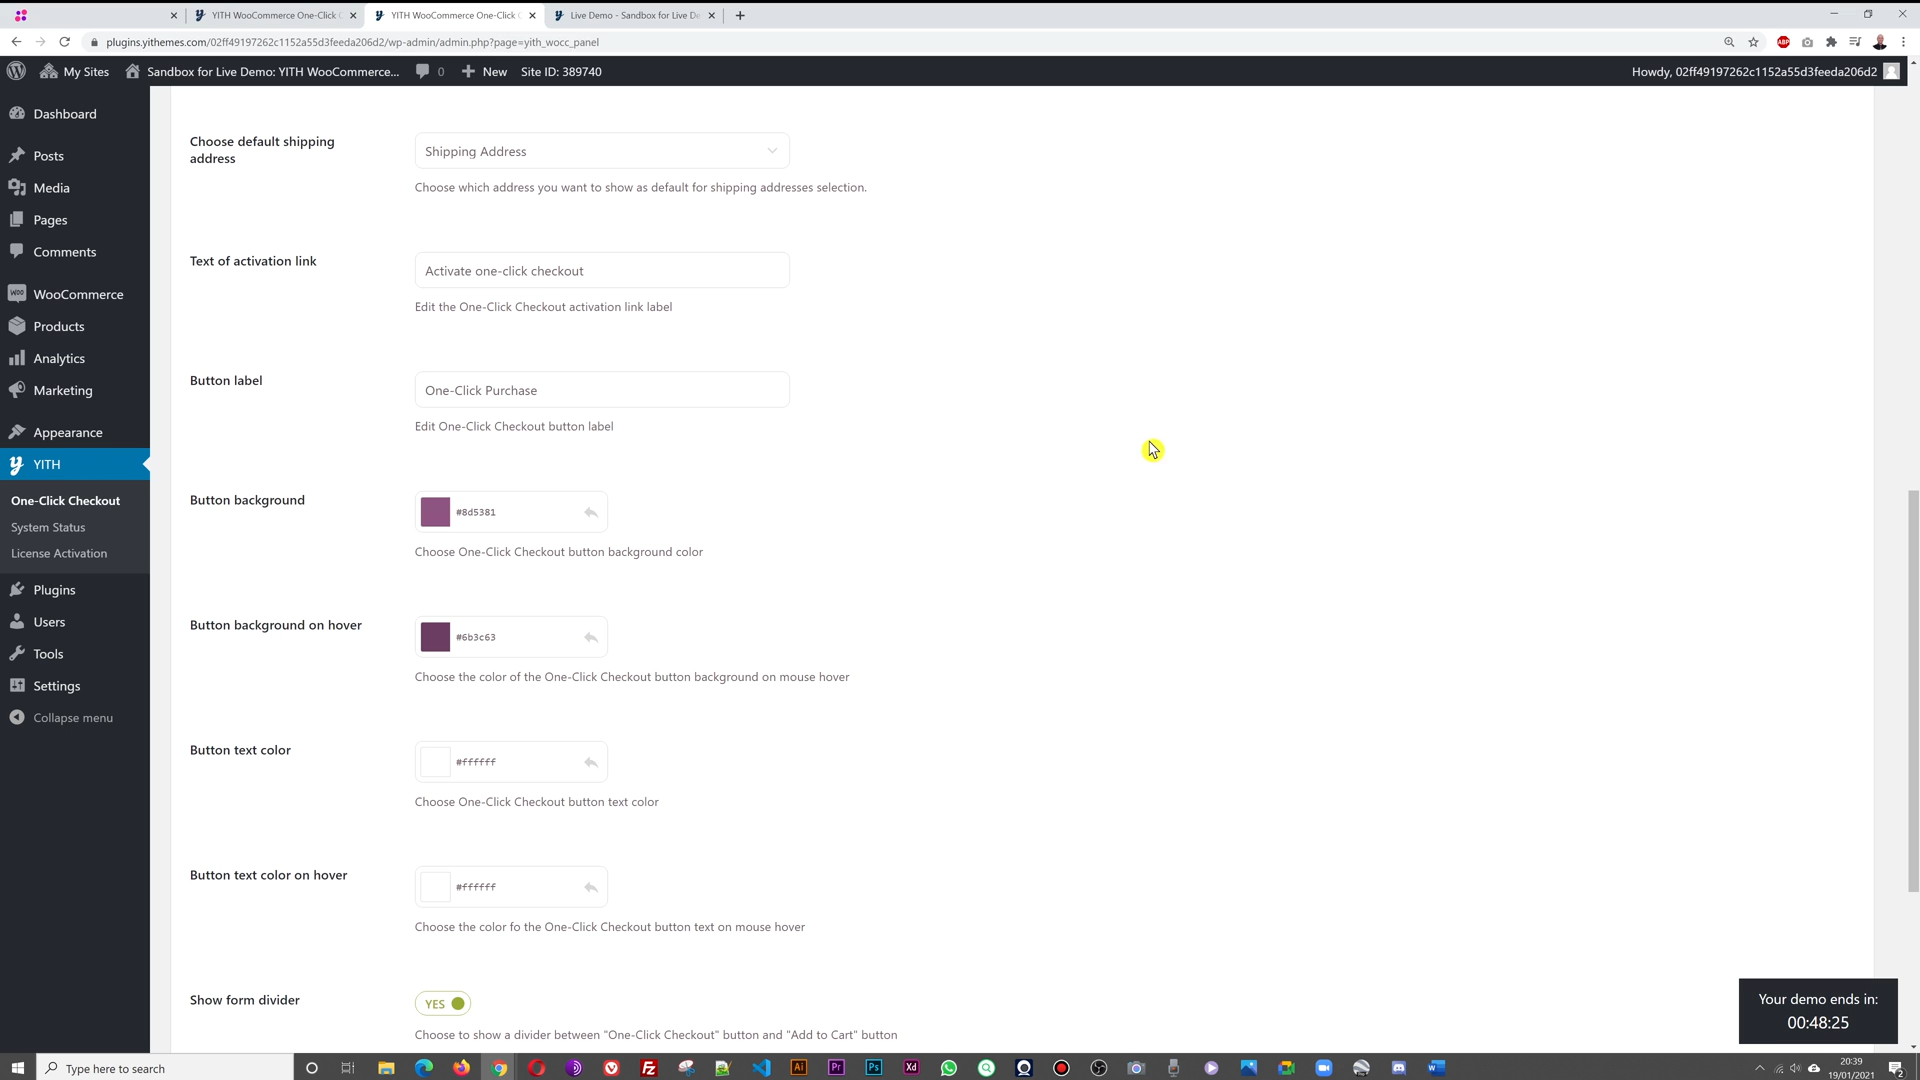 YITH WooCommerce One-Click C
YITH WooCommerce One-Click C
Live Demo - Sandbox for Live De
plugins.yithemes.com/02ff49197262c1152a55d3feeda206d2/wp-admin/admin.php?page=yith_wocc_panel
ABP
My Sites
Sandbox for Live Demo: YITH WooCommerce...
0
New
Site ID: 389740
Howdy, 02ff49197262c1152a55d3feeda206d2
Dashboard
Posts
Media
Pages
Comments
WooCommerce
Products
Analytics
Marketing
Appearance
YITH
One-Click Checkout
System Status
License Activation
Plugins
Users
Tools
Settings
Collapse menu
Choose default shipping
address
Shipping Address
Choose which address you want to show as default for shipping addresses selection.
Text of activation link
Activate one-click checkout
Edit the One-Click Checkout activation link label
Button label
One-Click Purchase
Edit One-Click Checkout button label
Button background
#8d5381
Choose One-Click Checkout button background color
Button background on hover
#6b3c63
Choose the color of the One-Click Checkout button background on mouse hover
Button text color
#ffffff
Choose One-Click Checkout button text color
Button text color on hover
#ffffff
Choose the color fo the One-Click Checkout button text on mouse hover
Show form divider
YES
Choose to show a divider between "One-Click Checkout" button and "Add to Cart" button
Your demo ends in:
00:48:25
Type here to search
Ai
Pr
Ps
Xd
20:39
19/01/2021
2